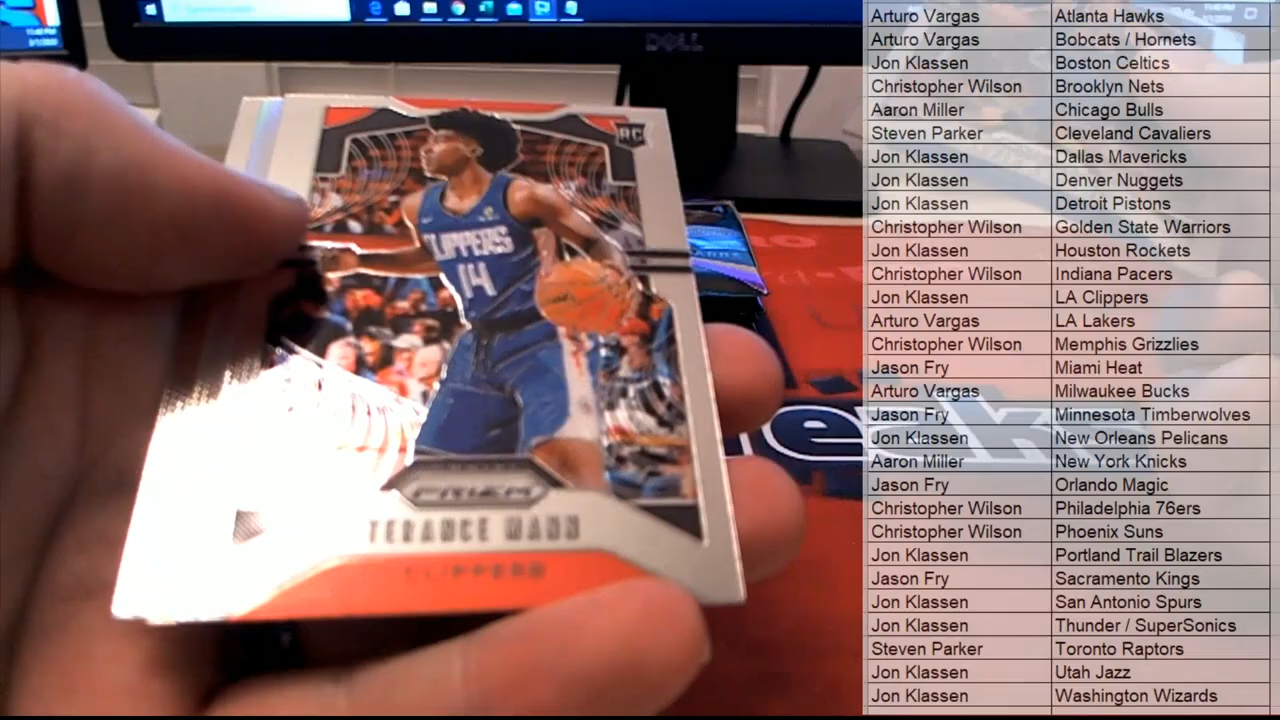 DELL
RC
CLIPPERS
14
PRIZM
TERANCE MANN
CLIPPERS
Arturo Vargas Atlanta Hawks
Arturo Vargas Bobcats / Hornets
Jon Klassen Boston Celtics
Christopher Wilson Brooklyn Nets
Aaron Miller Chicago Bulls
Steven Parker Cleveland Cavaliers
Jon Klassen Dallas Mavericks
Jon Klassen Denver Nuggets
Jon Klassen Detroit Pistons
Christopher Wilson Golden State Warriors
Jon Klassen Houston Rockets
Christopher Wilson Indiana Pacers
Jon Klassen LA Clippers
Arturo Vargas LA Lakers
Christopher Wilson Memphis Grizzlies
Jason Fry Miami Heat
Arturo Vargas Milwaukee Bucks
Jason Fry Minnesota Timberwolves
Jon Klassen New Orleans Pelicans
Aaron Miller New York Knicks
Jason Fry Orlando Magic
Christopher Wilson Philadelphia 76ers
Christopher Wilson Phoenix Suns
Jon Klassen Portland Trail Blazers
Jason Fry Sacramento Kings
Jon Klassen San Antonio Spurs
Jon Klassen Thunder / SuperSonics
Steven Parker Toronto Raptors
Jon Klassen Utah Jazz
Jon Klassen Washington Wizards